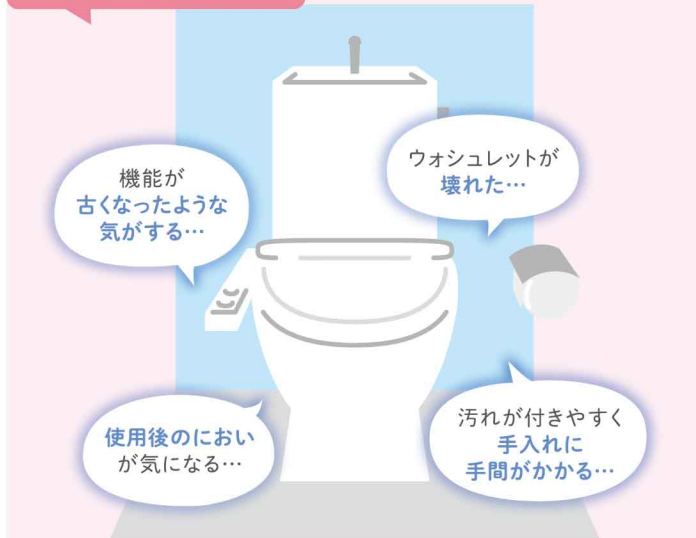 機能が
古くなったような
気がする…
ウォシュレットが
壊れた…
使用後のにおい
が気になる…
汚れが付きやすく
手入れに
手間がかかる…